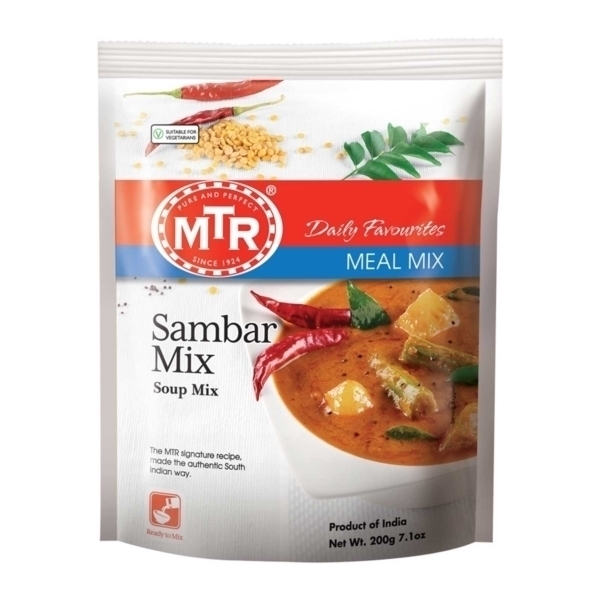 SUITABLE FOR
VEGETARIANS
PURE AND PERFECT
MTR®
SINCE 1924
Daily Favourites
MEAL MIX
Sambar
Mix
Soup Mix
The MTR signature recipe,
made the authentic South
Indian way.
Ready to Mix
Product of India
Net Wt. 200g 7.1oz